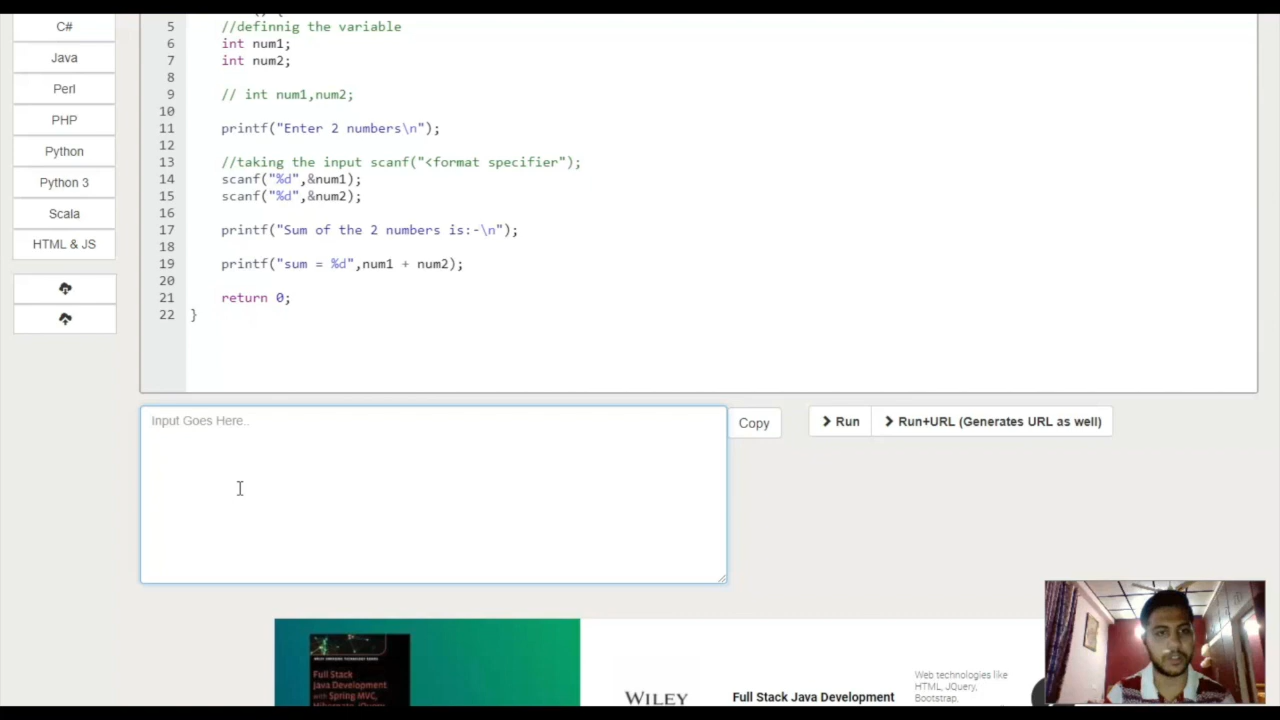 C#
Java
Perl
PHP
Python
Python 3
Scala
HTML & JS
5 //definnig the variable
6 int num1;
7 int num2;
8
9 // int num1,num2;
10
11 printf("Enter 2 numbers\n");
12
13 //taking the input scanf("<format specifier");
14 scanf("%d",&num1);
15 scanf("%d",&num2);
16
17 printf("Sum of the 2 numbers is:-\n");
18
19 printf("sum = %d",num1 + num2);
20
21 return 0;
22 }
Input Goes Here..
Copy
Run
Run+URL (Generates URL as well)
Full Stack
Java Development
with Spring MVC,
WILEY
Full Stack Java Development
Web technologies like
HTML, JQuery,
Bootstrap,